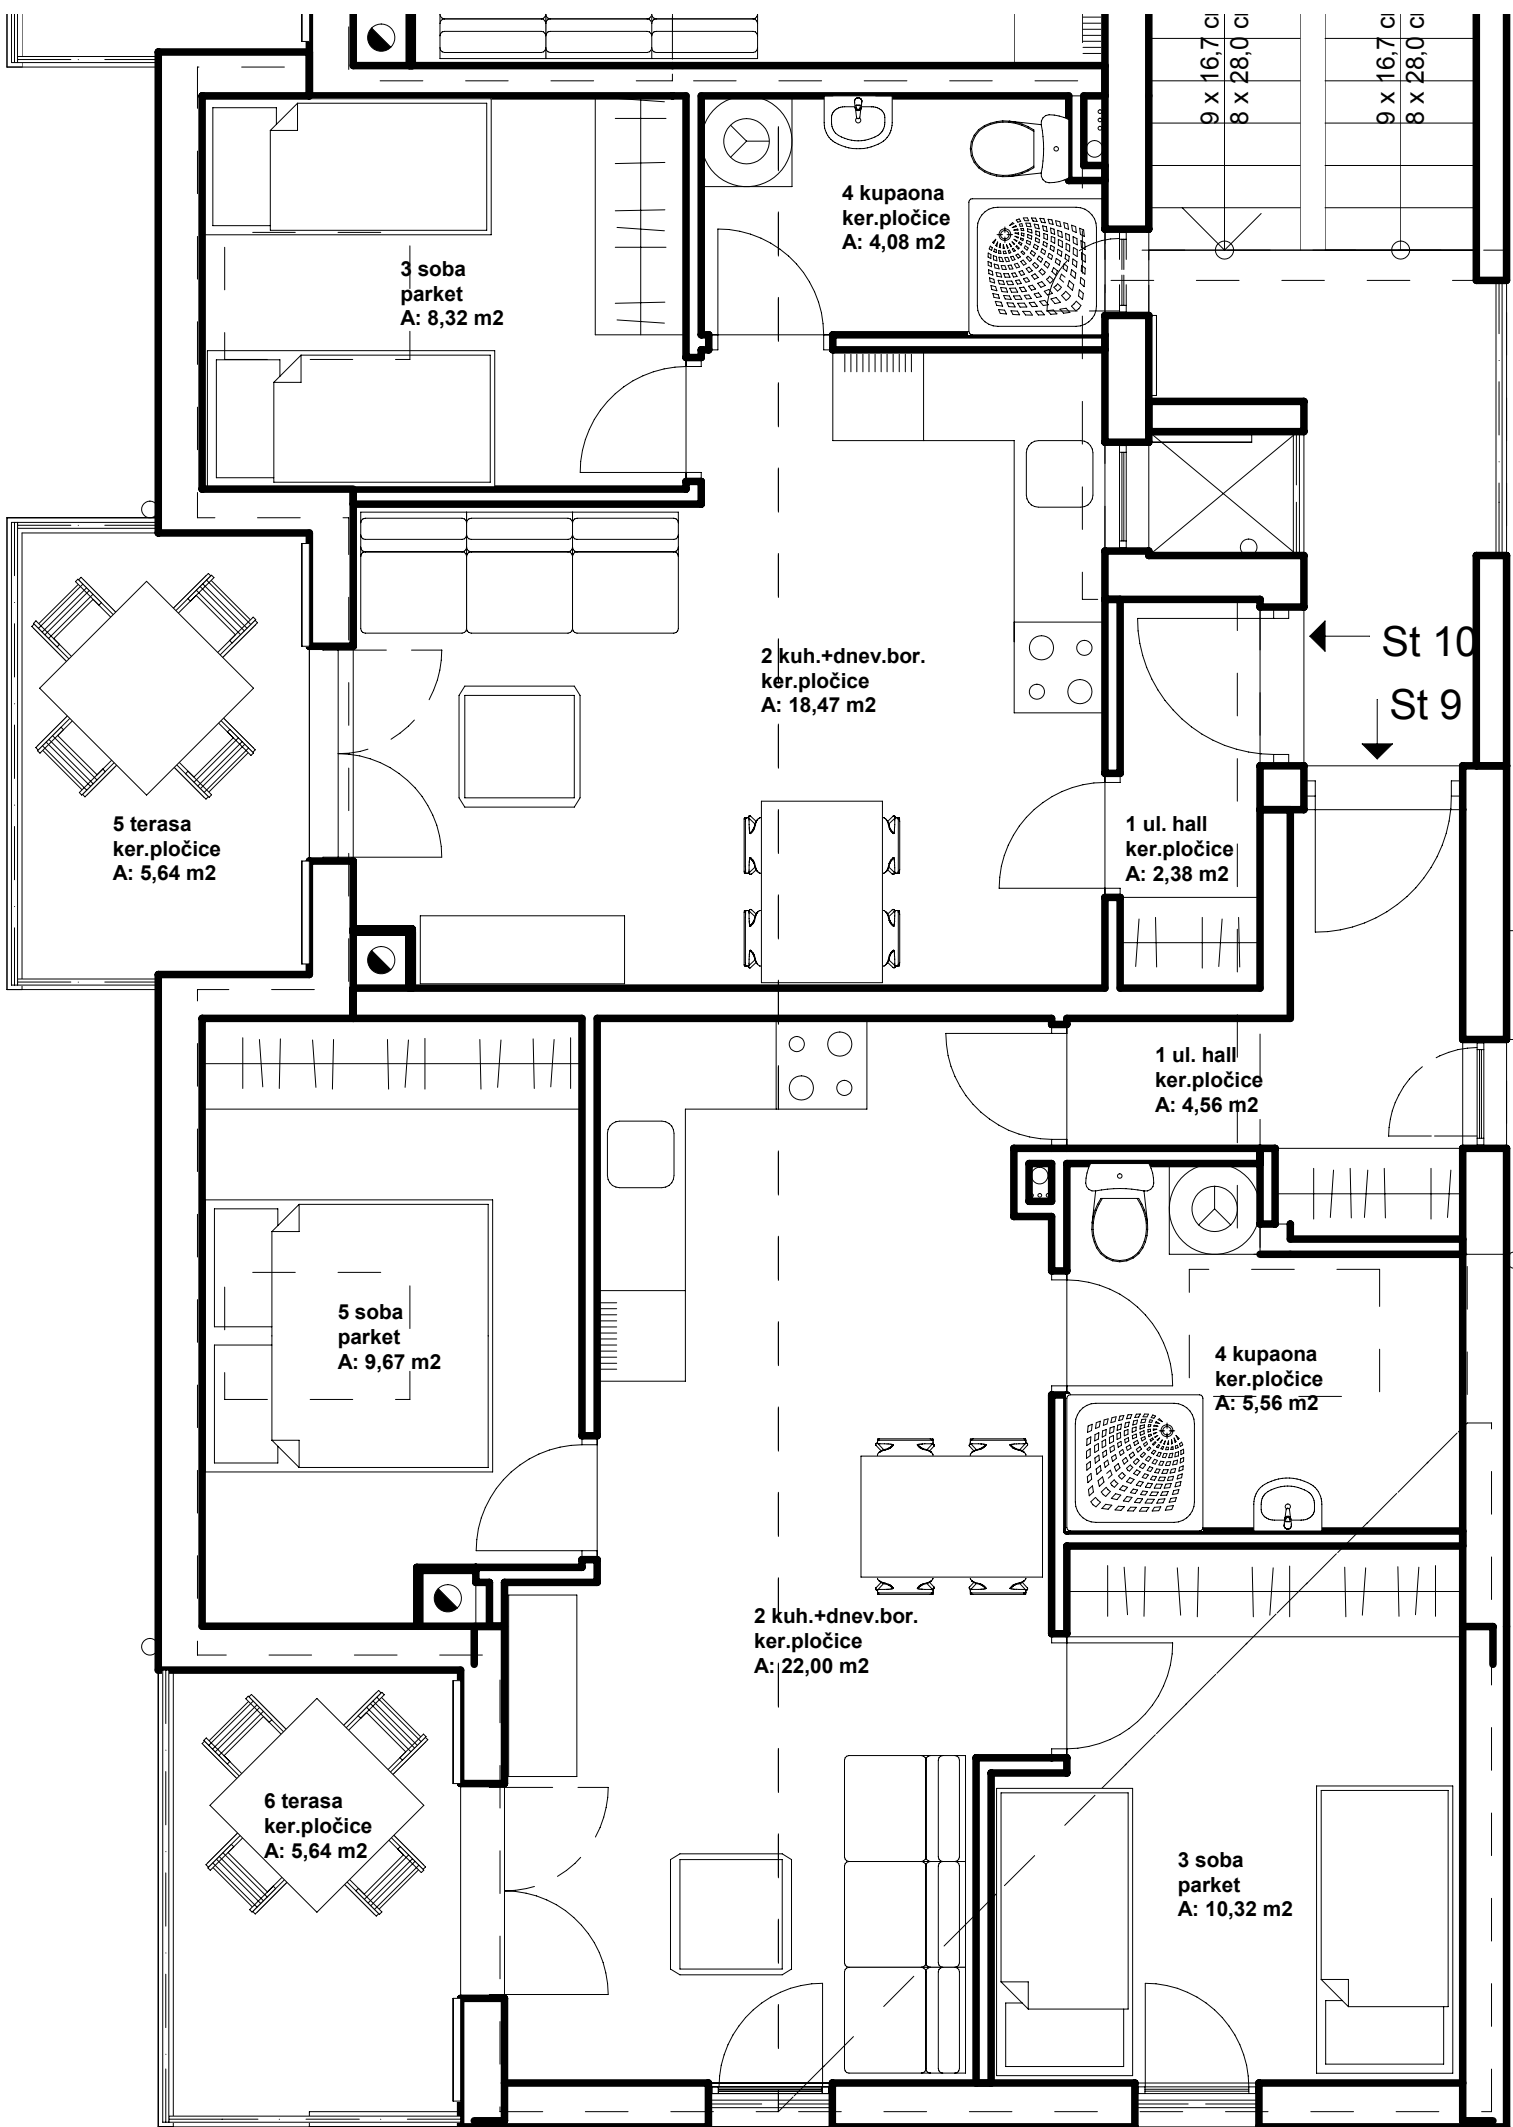 9 x 16,7 c
8 x 28,0 c
9 x 16,7 c
8 x 28,0 c
4 kupaona
ker.pločice
A: 4,08 m2
3 soba
parket
A: 8,32 m2
2 kuh.+dnev.bor.
ker.pločice
A: 18,47 m2
St 10
St 9
5 terasa
ker.pločice
A: 5,64 m2
1 ul. hall
ker.pločice
A: 2,38 m2
1 ul. hall
ker.pločice
A: 4,56 m2
5 soba
parket
A: 9,67 m2
4 kupaona
ker.pločice
A: 5,56 m2
2 kuh.+dnev.bor.
ker.pločice
A: 22,00 m2
6 terasa
ker.pločice
A: 5,64 m2
3 soba
parket
A: 10,32 m2